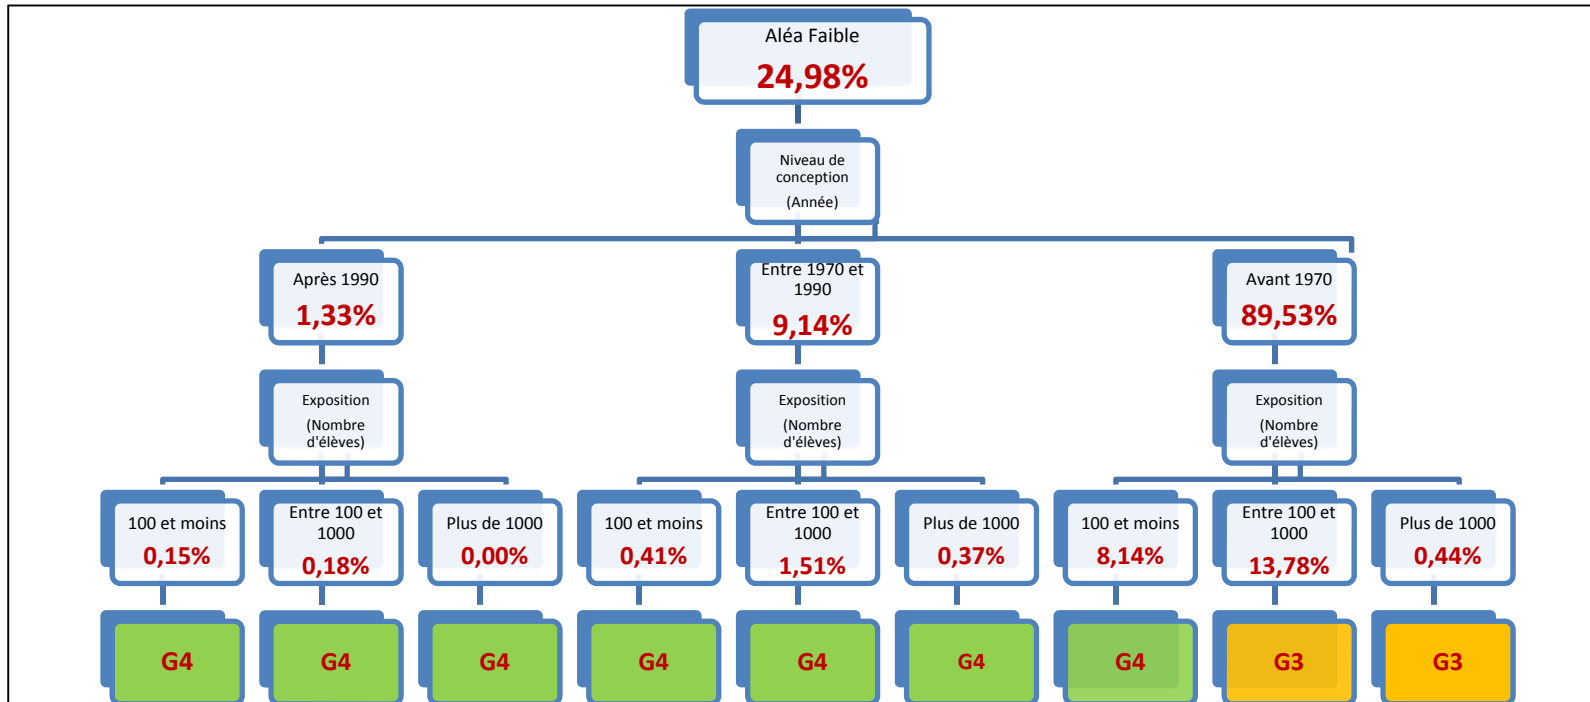 Aléa Faible
24,98%
Niveau de
conception
(Année)
Après 1990
1,33%
Entre 1970 et
1990
9,14%
Avant 1970
89,53%
Exposition
(Nombre
d'élèves)
Exposition
(Nombre
d'élèves)
Exposition
(Nombre
d'élèves)
100 et moins
0,15%
Entre 100 et
1000
0,18%
Plus de 1000
0,00%
100 et moins
0,41%
Entre 100 et
1000
1,51%
Plus de 1000
0,37%
100 et moins
8,14%
Entre 100 et
1000
13,78%
Plus de 1000
0,44%
G4
G4
G4
G4
G4
G4
G4
G3
G3